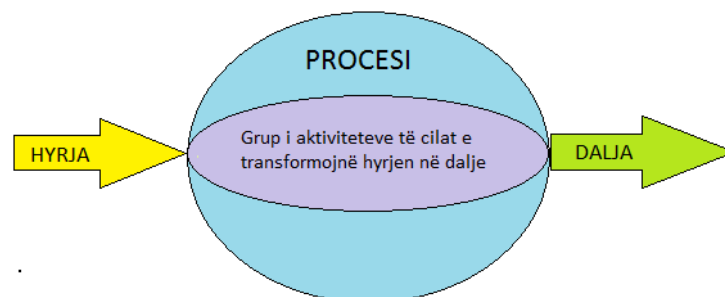 PROCESI
HYRJA
Grup i aktiviteteve të cilat e
transformojnë hyrjen në dalje
DALJA
.